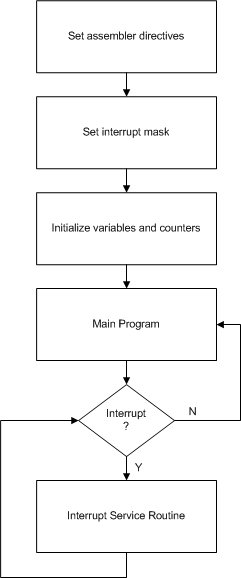 Set assembler directives
Set interrupt mask
Initialize variables and counters
Main Program
Interrupt
?
N
Y
Interrupt Service Routine